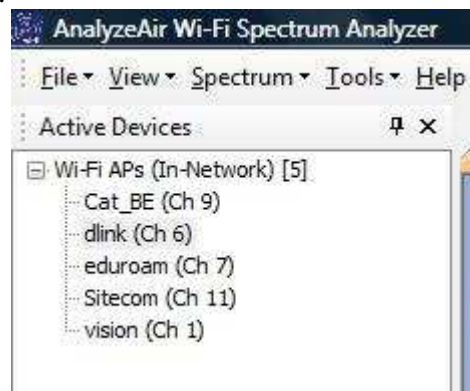 AnalyzeAir Wi-Fi Spectrum Analyzer
File View Spectrum Tools Help
Active Devices
Wi-Fi APs (In-Network) [5]
Cat_BE (Ch 9)
dlink (Ch 6)
eduroam (Ch 7)
Sitecom (Ch 11)
vision (Ch 1)